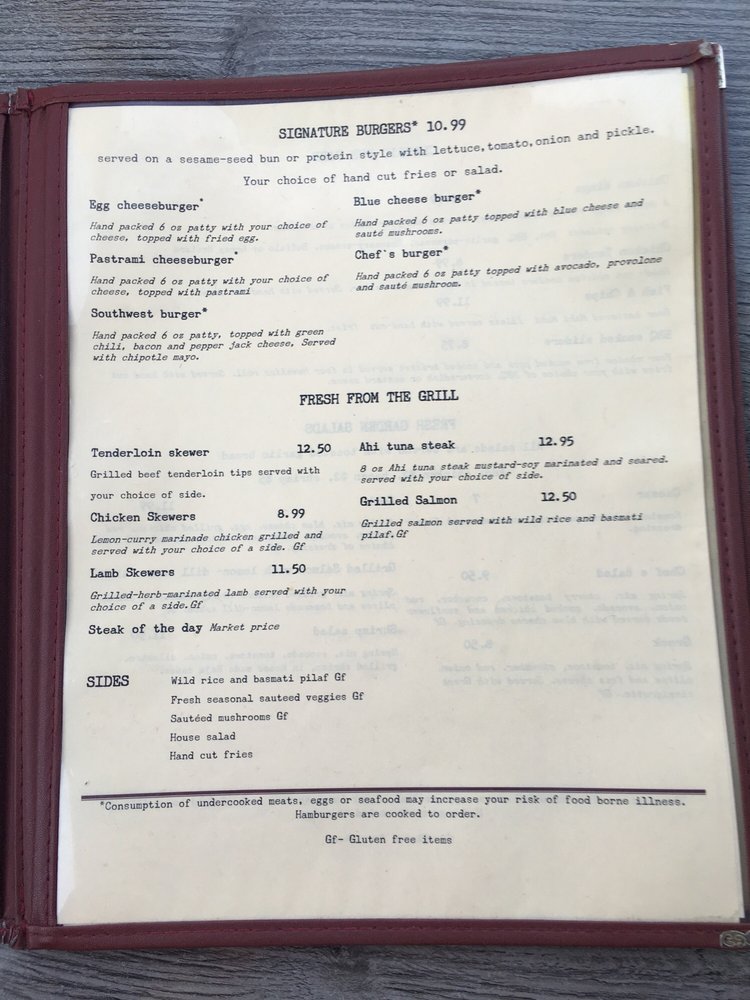 SIGNATURE BURGERS* 10.99
served on a sesame-seed bun or protein style with lettuce, tomato, onion and pickle.
Your choice of hand cut fries or salad.
Egg cheeseburger*
Hand packed 6 oz patty with your choice of
cheese, topped with fried egg.
Pastrami cheeseburger*
Hand packed 6 oz patty with your choice of
cheese, topped with pastrami
Southwest burger*
Hand packed 6 oz patty, topped with green
chili, bacon and pepper jack cheese, Served
with chipotle mayo.
Blue cheese burger*
Hand packed 6 oz patty topped with blue cheese and
sauté mushrooms.
Chef's burger*
Hand packed 6 oz patty topped with avocado, provolone
and sauté mushroom.
FRESH FROM THE GRILL
Tenderloin skewer 12.50
Grilled beef tenderloin tips served with
your choice of side.
Chicken Skewers 8.99
Lemon-curry marinade chicken grilled and
served with your choice of a side. Gf
Lamb Skewers 11.50
Grilled-herb-marinated lamb served with your
choice of a side.Gf
Steak of the day Market price
Ahi tuna steak 12.95
8 oz Ahi tuna steak mustard-soy marinated and seared.
served with your choice of side.
Grilled Salmon 12.50
Grilled salmon served with wild rice and basmati
pilaf.Gf
SIDES
Wild rice and basmati pilaf Gf
Fresh seasonal sauteed veggies Gf
Sautéed mushrooms Gf
House salad
Hand cut fries
*Consumption of undercooked meats, eggs or seafood may increase your risk of food borne illness.
Hamburgers are cooked to order.
Gf- Gluten free items